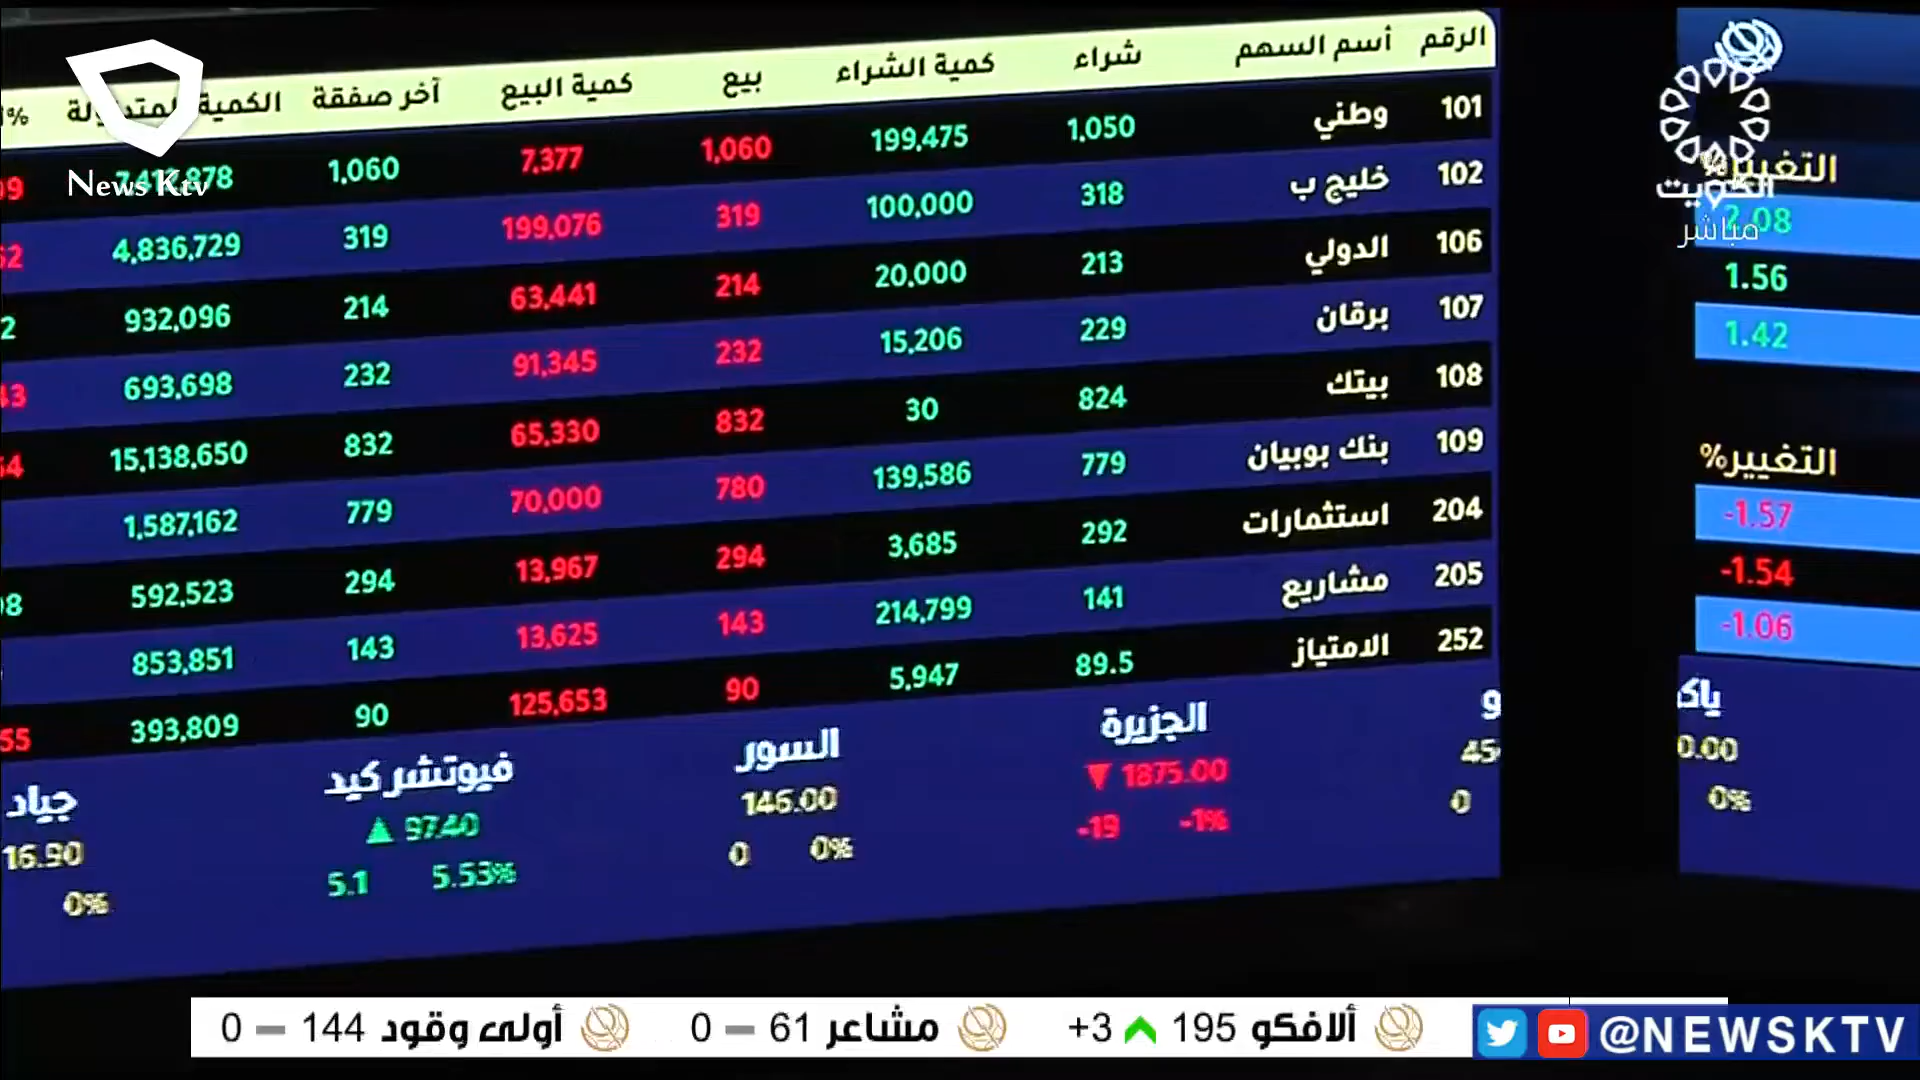 الرقم أسم السهم شراء كمية الشراء بيع كمية البيع آخر صفقة الكمية
101 وطني 1,050 199,475 1,060 7,377 1,060
102 خليج ب 318 100,000 319 199,076 319 4,836,729
106 الدولي 213 20,000 214 63,441 214 932,096
107 برقان 229 15,206 232 91,345 232 693,698
108 بيتك 824 30 832 65,330 832 15,138,650
109 بنك بوبيان 779 139,586 780 70,000 779 1,587,162
204 استثمارات 292 3,685 294 13,967 294 592,523
205 مشاريع 141 214,799 143 13,625 143 853,851
252 الامتياز 89.5 5,947 90 125,653 90 393,809
الجزيرة
▼ 1875.00
-19 -1%
السور
146.00
0 0%
فيوتشر كيد
▲ 97.40
5.1 5.53%
جياد
16.90
0%
التغيير%
1.56
1.42
التغيير%
-1.57
-1.54
-1.06
0.00
0%
News Ktv
الكويت
مباشر
ألافكو 195 +3
مشاعر 61 – 0
أولى وقود 144 – 0
@NEWSKTV